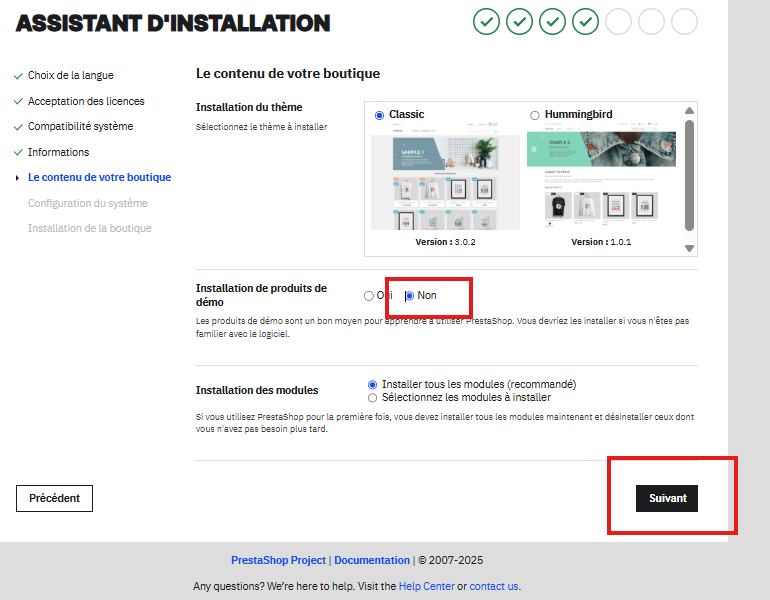 ASSISTANT D'INSTALLATION
Choix de la langue
Acceptation des licences
Compatibilité système
Informations
Le contenu de votre boutique
Configuration du système
Installation de la boutique
Le contenu de votre boutique
Installation du thème
Sélectionnez le thème à installer
Classic
SAMPLE 1
Version : 3.0.2
Hummingbird
SAMPLE 3
Version : 1.0.1
Installation de produits de
démo
Oui
Non
Les produits de démo sont un bon moyen pour apprendre à utiliser PrestaShop. Vous devriez les installer si vous n'êtes pas
familier avec le logiciel.
Installation des modules
Installer tous les modules (recommandé)
Sélectionnez les modules à installer
Si vous utilisez PrestaShop pour la première fois, vous devez installer tous les modules maintenant et désinstaller ceux dont
vous n'avez pas besoin plus tard.
Précédent
Suivant
PrestaShop Project | Documentation | © 2007-2025
Any questions? We're here to help. Visit the Help Center or contact us.